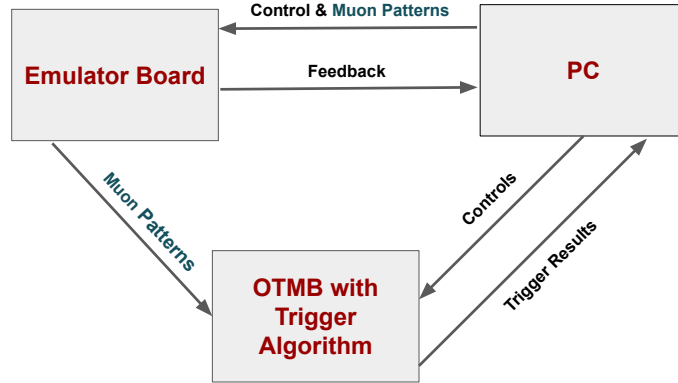 Control & Muon Patterns
Emulator Board
Feedback
PC
Muon Patterns
Controls
Trigger Results
OTMB with
Trigger
Algorithm